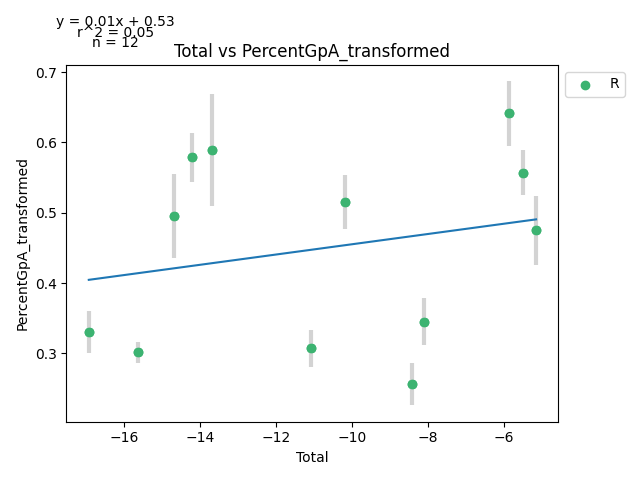 y = 0.01x + 0.53
r^2 = 0.05
n = 12
Total vs PercentGpA_transformed
R
PercentGpA_transformed
0.7
0.6
0.5
0.4
0.3
−16
−14
−12
−10
−8
−6
Total